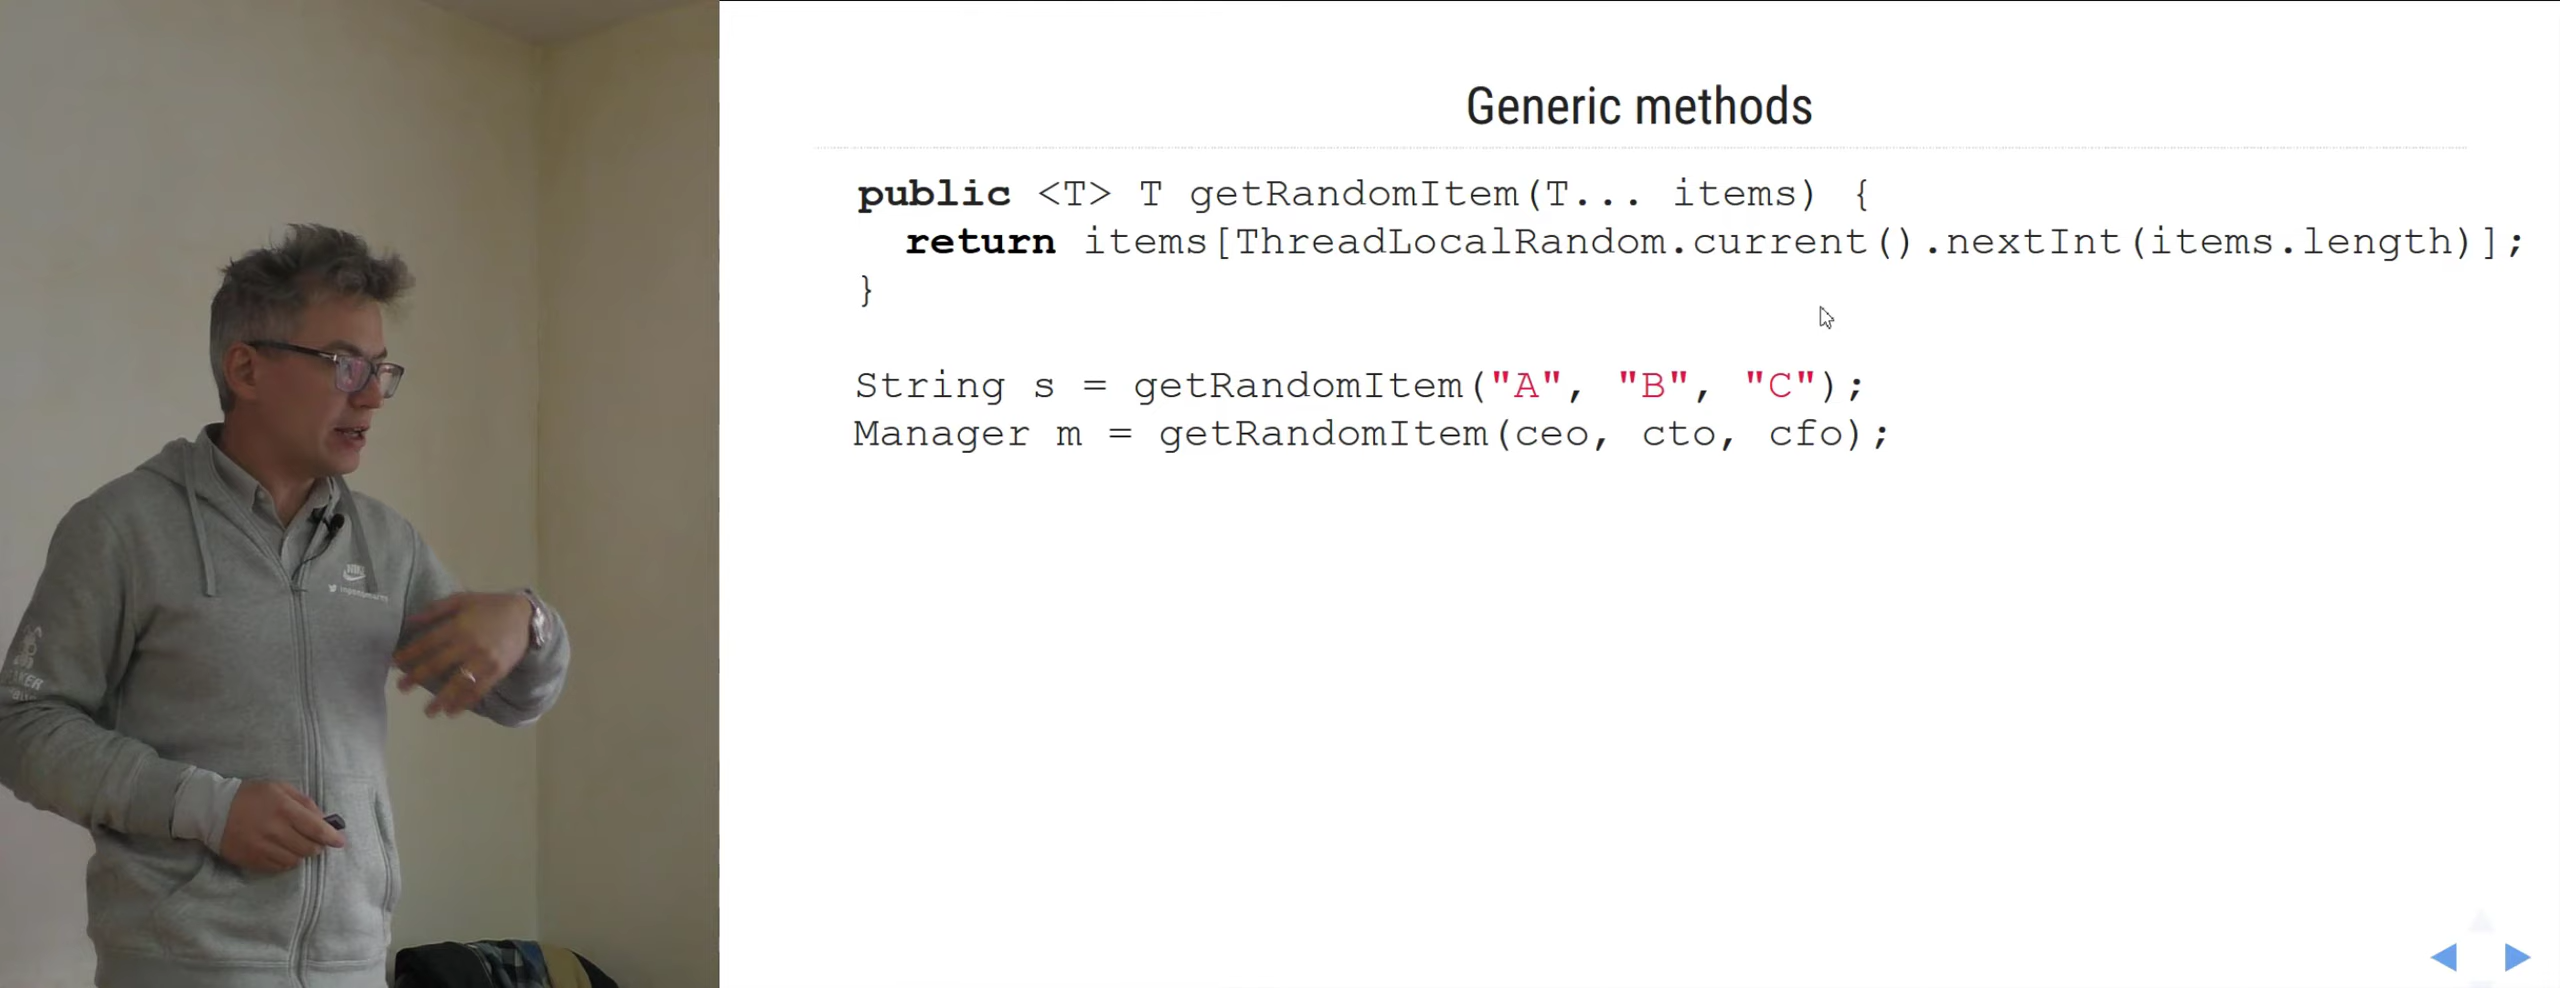 Generic methods
public <T> T getRandomItem(T... items) {
  return items[ThreadLocalRandom.current().nextInt(items.length)];
}
String s = getRandomItem("A", "B", "C");
Manager m = getRandomItem(ceo, cto, cfo);